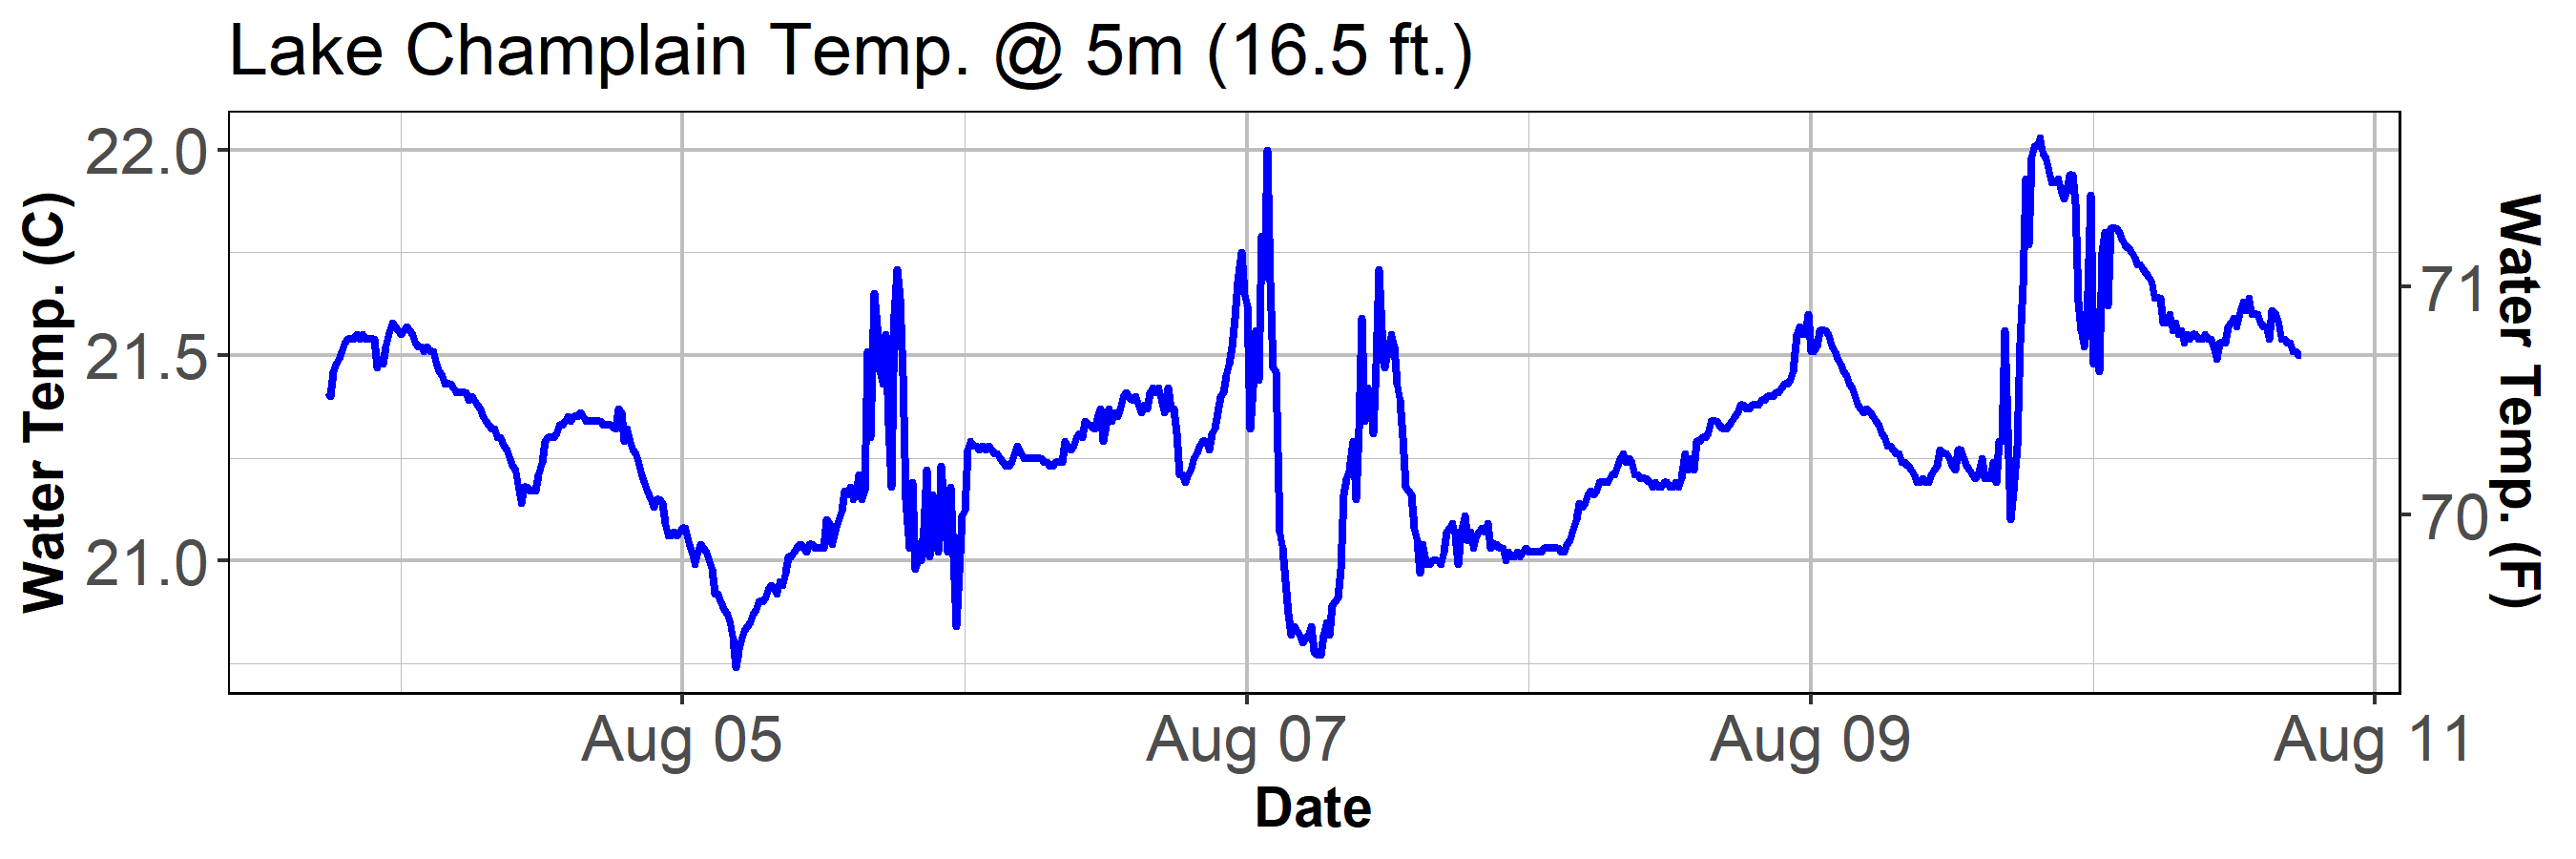 Lake Champlain Temp. @ 5m (16.5 ft.)
Water Temp. (C)
22.0
21.5
21.0
71
70
Water Temp. (F)
Aug 05 Aug 07 Aug 09 Aug 11
Date